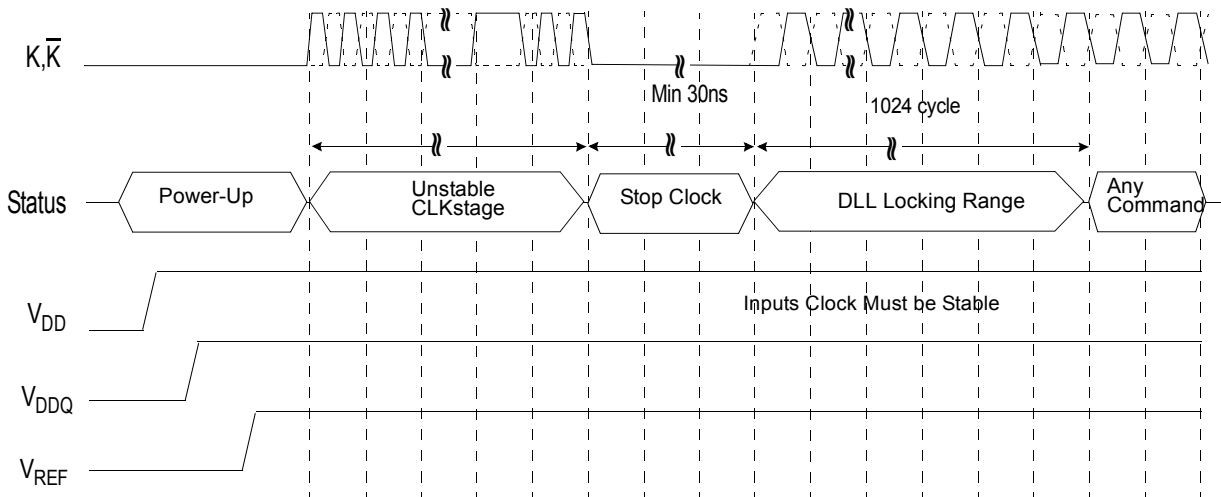 K,K̅
Min 30ns
1024 cycle
Status
Power-Up
Unstable
CLKstage
Stop Clock
DLL Locking Range
Any
Command
VDD
Inputs Clock Must be Stable
VDDQ
VREF